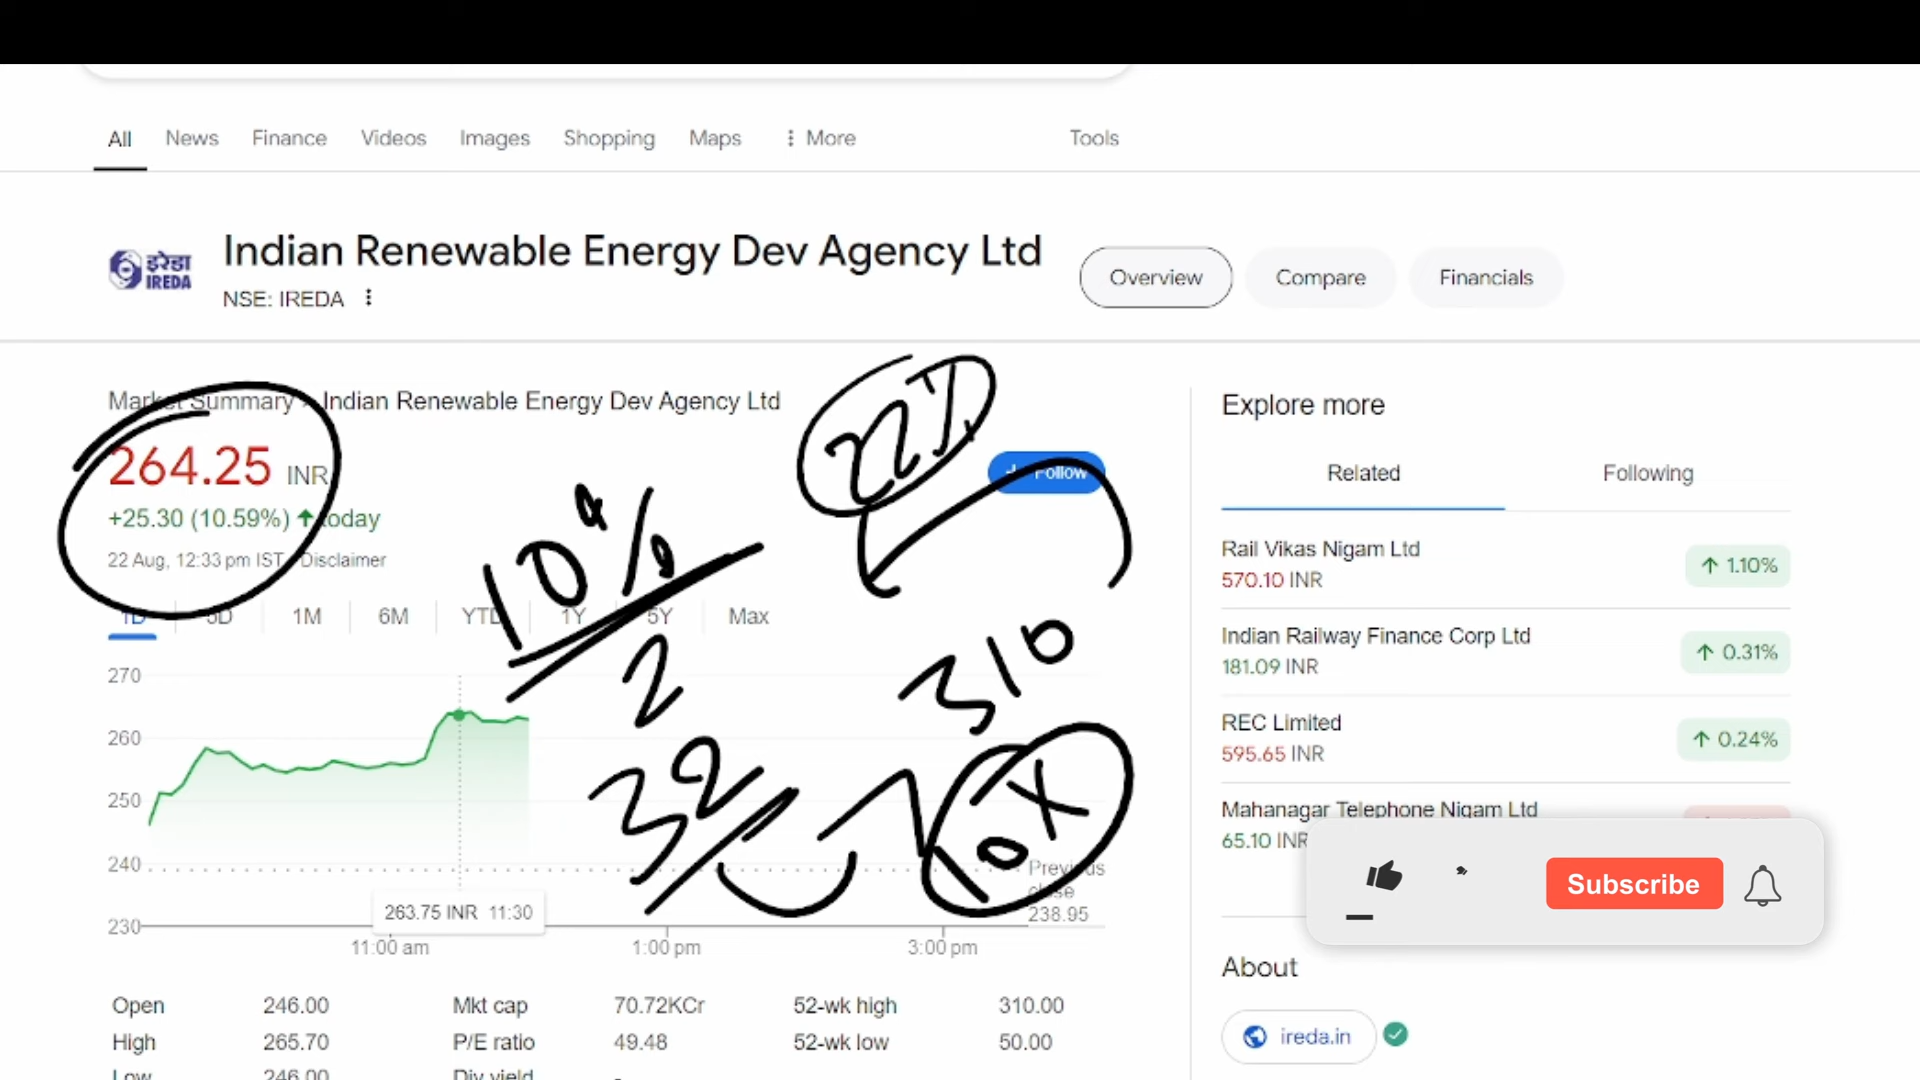 All News Finance Videos Images Shopping Maps More Tools
Indian Renewable Energy Dev Agency Ltd
NSE: IREDA
इरेडा
IREDA
Overview Compare Financials
Market Summary > Indian Renewable Energy Dev Agency Ltd
264.25 INR
+25.30 (10.59%) today
22 Aug, 12:33 pm IST · Disclaimer
+ Follow
1D 5D 1M 6M YTD 1Y 5Y Max
22%
10%
2
310
32
10X
270
260
250
240
230
Previous
close
238.95
263.75 INR 11:30
11:00 am 1:00 pm 3:00 pm
Open 246.00 Mkt cap 70.72KCr 52-wk high 310.00
High 265.70 P/E ratio 49.48 52-wk low 50.00
Low 246.00 Div yield -
Explore more
Related Following
Rail Vikas Nigam Ltd
570.10 INR 1.10%
Indian Railway Finance Corp Ltd
181.09 INR 0.31%
REC Limited
595.65 INR 0.24%
Mahanagar Telephone Nigam Ltd
65.10 INR
Subscribe
About
ireda.in